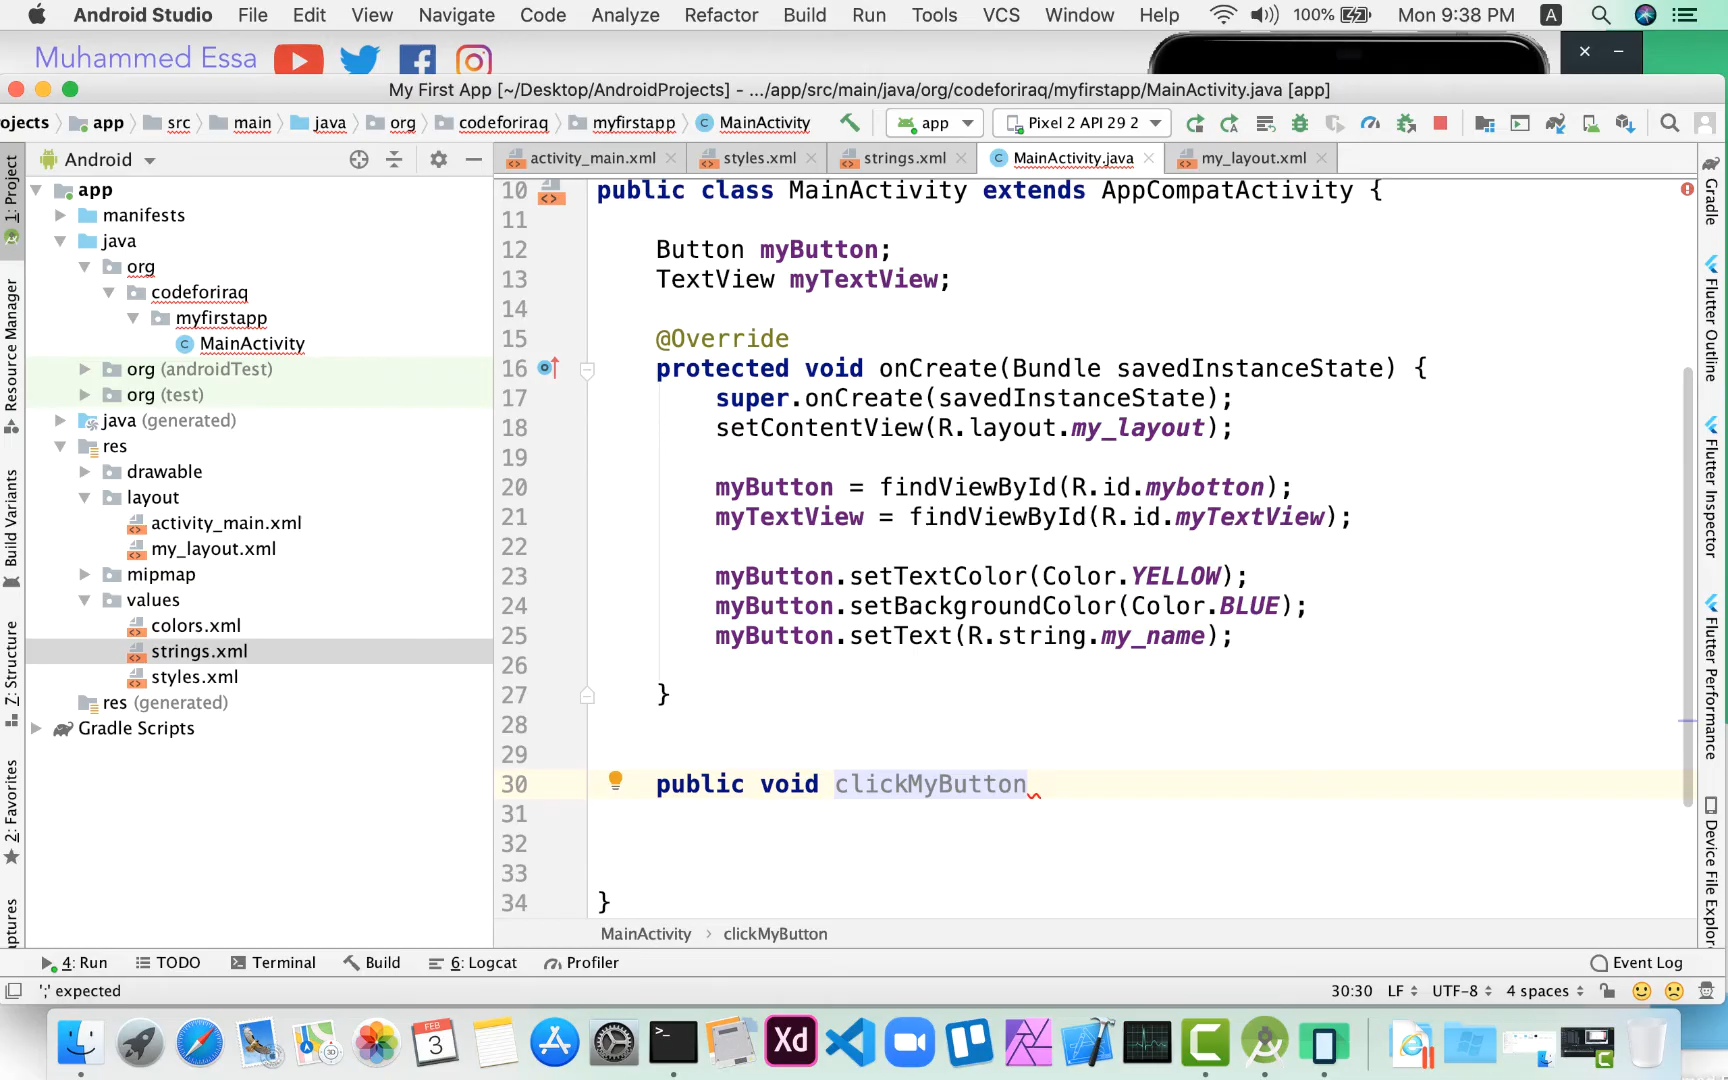 Android Studio File Edit View Navigate Code Analyze Refactor Build Run Tools VCS Window Help 100% Mon 9:38 PM A
Muhammed Essa
My First App [~/Desktop/AndroidProjects] - .../app/src/main/java/org/codeforiraq/myfirstapp/MainActivity.java [app]
ojects app src main java org codeforiraq myfirstapp MainActivity app Pixel 2 API 29 2
Android
activity_main.xml styles.xml strings.xml MainActivity.java my_layout.xml
app
manifests
java
org
codeforiraq
myfirstapp
MainActivity
org (androidTest)
org (test)
java (generated)
res
drawable
layout
activity_main.xml
my_layout.xml
mipmap
values
colors.xml
strings.xml
styles.xml
res (generated)
Gradle Scripts
1: Project
Resource Manager
Build Variants
7: Structure
2: Favorites
aptures
10 public class MainActivity extends AppCompatActivity {
11
12 Button myButton;
13 TextView myTextView;
14
15 @Override
16 protected void onCreate(Bundle savedInstanceState) {
17 super.onCreate(savedInstanceState);
18 setContentView(R.layout.my_layout);
19
20 myButton = findViewById(R.id.mybotton);
21 myTextView = findViewById(R.id.myTextView);
22
23 myButton.setTextColor(Color.YELLOW);
24 myButton.setBackgroundColor(Color.BLUE);
25 myButton.setText(R.string.my_name);
26
27 }
28
29
30 public void clickMyButton
31
32
33
34 }
MainActivity › clickMyButton
Gradle
Flutter Outline
Flutter Inspector
Flutter Performance
Device File Explor
4: Run TODO Terminal Build 6: Logcat Profiler Event Log
';' expected 30:30 LF UTF-8 4 spaces
FEB
3
Xd